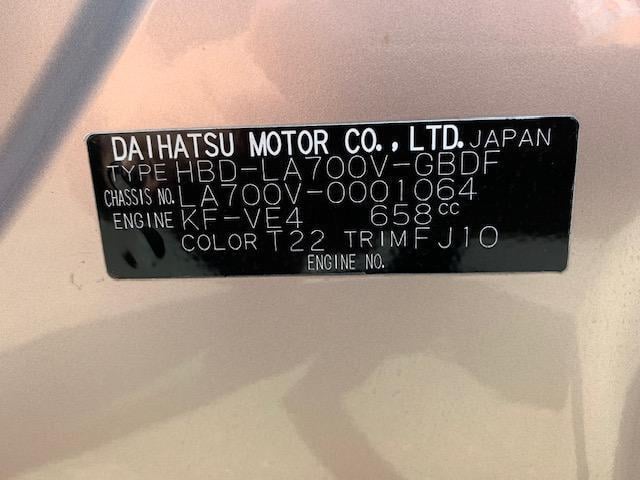 DAIHATSU MOTOR CO., LTD. JAPAN
TYPE HBD-LA700V-GBDF
CHASSIS NO. LA700V-0001064
ENGINE KF-VE4 658cc
COLOR T22 TRIM FJ10
ENGINE NO.